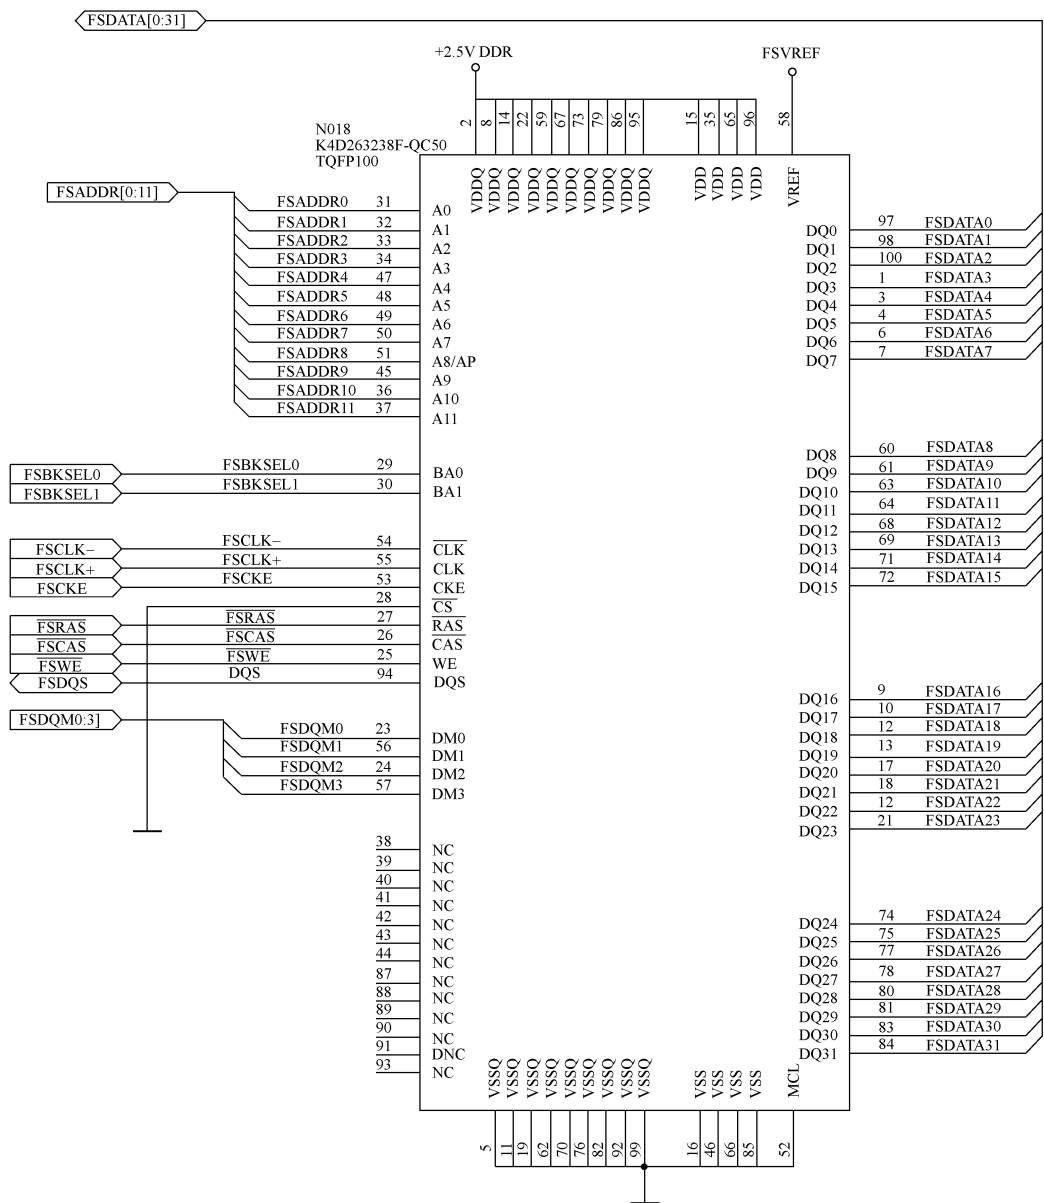 FSDATA[0:31]
+2.5V DDR
FSVREF
2 8 14 22 59 67 73 79 86 95 15 35 65 96 58
N018
K4D263238F-QC50
TQFP100
VDDQ VDDQ VDDQ VDDQ VDDQ VDDQ VDDQ VDDQ VDDQ VDDQ VDD VDD VDD VDD VREF
FSADDR[0:11]
FSADDR0 31 A0
FSADDR1 32 A1
FSADDR2 33 A2
FSADDR3 34 A3
FSADDR4 47 A4
FSADDR5 48 A5
FSADDR6 49 A6
FSADDR7 50 A7
FSADDR8 51 A8/AP
FSADDR9 45 A9
FSADDR10 36 A10
FSADDR11 37 A11
DQ0 97 FSDATA0
DQ1 98 FSDATA1
DQ2 100 FSDATA2
DQ3 1 FSDATA3
DQ4 3 FSDATA4
DQ5 4 FSDATA5
DQ6 6 FSDATA6
DQ7 7 FSDATA7
FSBKSEL0 FSBKSEL0 29 BA0
FSBKSEL1 FSBKSEL1 30 BA1
DQ8 60 FSDATA8
DQ9 61 FSDATA9
DQ10 63 FSDATA10
DQ11 64 FSDATA11
DQ12 68 FSDATA12
DQ13 69 FSDATA13
DQ14 71 FSDATA14
DQ15 72 FSDATA15
FSCLK− FSCLK− 54 CLK
FSCLK+ FSCLK+ 55 CLK
FSCKE FSCKE 53 CKE
28 CS
FSRAS FSRAS 27 RAS
FSCAS FSCAS 26 CAS
FSWE FSWE 25 WE
FSDQS DQS 94 DQS
FSDQM0:3]
FSDQM0 23 DM0
FSDQM1 56 DM1
FSDQM2 24 DM2
FSDQM3 57 DM3
DQ16 9 FSDATA16
DQ17 10 FSDATA17
DQ18 12 FSDATA18
DQ19 13 FSDATA19
DQ20 17 FSDATA20
DQ21 18 FSDATA21
DQ22 12 FSDATA22
DQ23 21 FSDATA23
38 NC
39 NC
40 NC
41 NC
42 NC
43 NC
44 NC
87 NC
88 NC
89 NC
90 NC
91 DNC
93 NC
DQ24 74 FSDATA24
DQ25 75 FSDATA25
DQ26 77 FSDATA26
DQ27 78 FSDATA27
DQ28 80 FSDATA28
DQ29 81 FSDATA29
DQ30 83 FSDATA30
DQ31 84 FSDATA31
VSSQ VSSQ VSSQ VSSQ VSSQ VSSQ VSSQ VSSQ VSSQ VSS VSS VSS VSS MCL
5 11 19 62 70 76 82 92 99 16 46 66 85 52